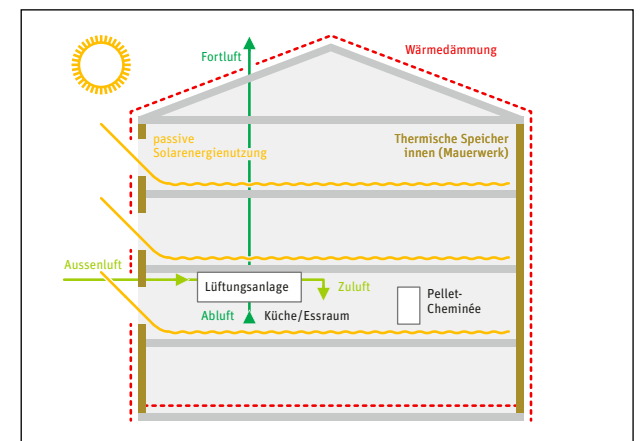 Fortluft
Wärmedämmung
passive
Solarenergienutzung
Thermische Speicher
innen (Mauerwerk)
Aussenluft
Lüftungsanlage
Zuluft
Pellet-
Cheminée
Abluft
Küche/Essraum